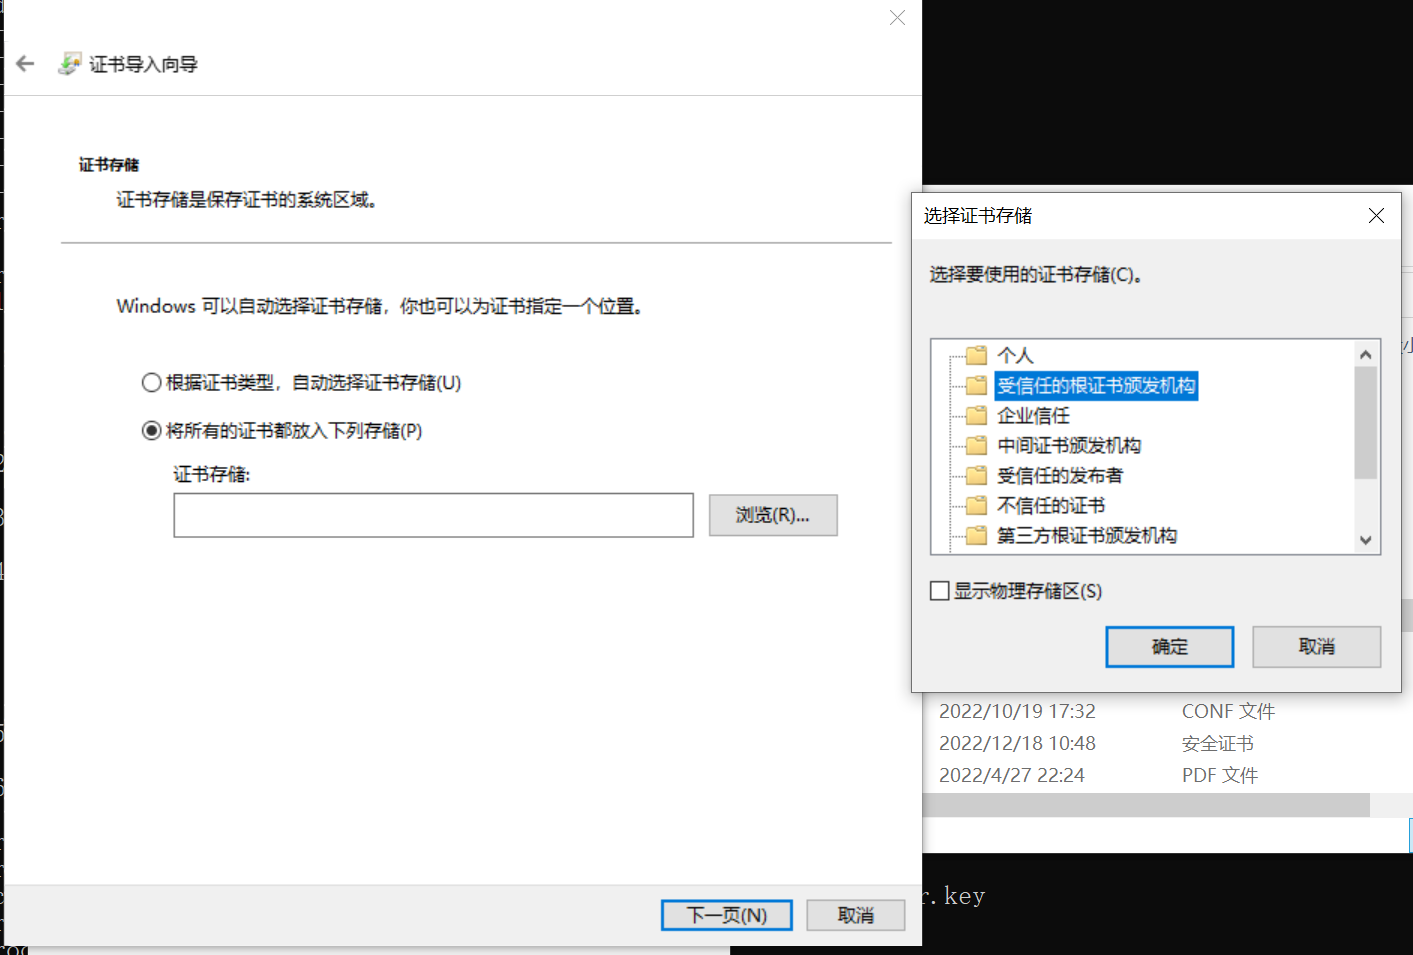 证书导入向导
证书存储
证书存储是保存证书的系统区域。
Windows 可以自动选择证书存储，你也可以为证书指定一个位置。
根据证书类型，自动选择证书存储(U)
将所有的证书都放入下列存储(P)
证书存储:
浏览(R)...
下一页(N)
取消
选择证书存储
选择要使用的证书存储(C)。
个人
受信任的根证书颁发机构
企业信任
中间证书颁发机构
受信任的发布者
不信任的证书
第三方根证书颁发机构
显示物理存储区(S)
确定
取消
2022/10/19 17:32 CONF 文件
2022/12/18 10:48 安全证书
2022/4/27 22:24 PDF 文件
r.key